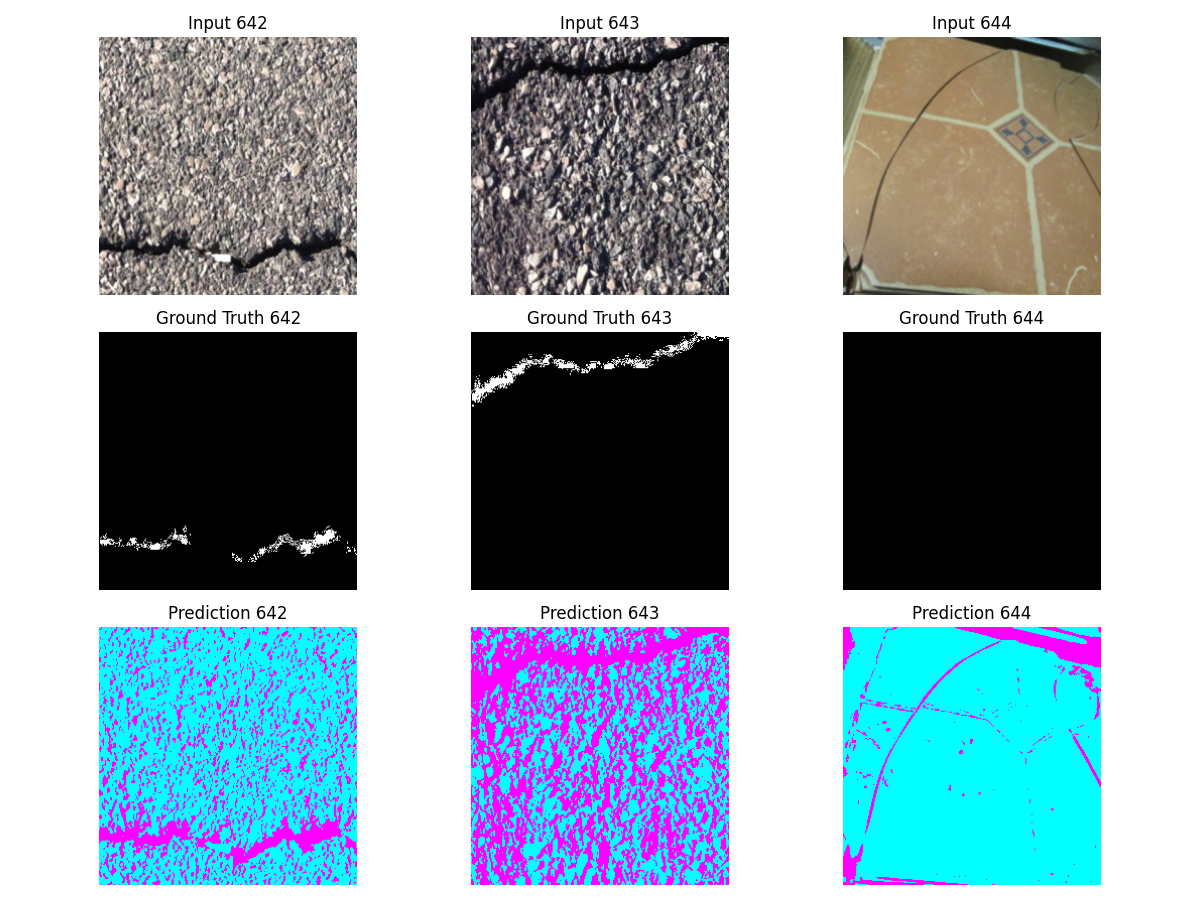 Input 642
Input 643
Input 644
Ground Truth 642
Ground Truth 643
Ground Truth 644
Prediction 642
Prediction 643
Prediction 644